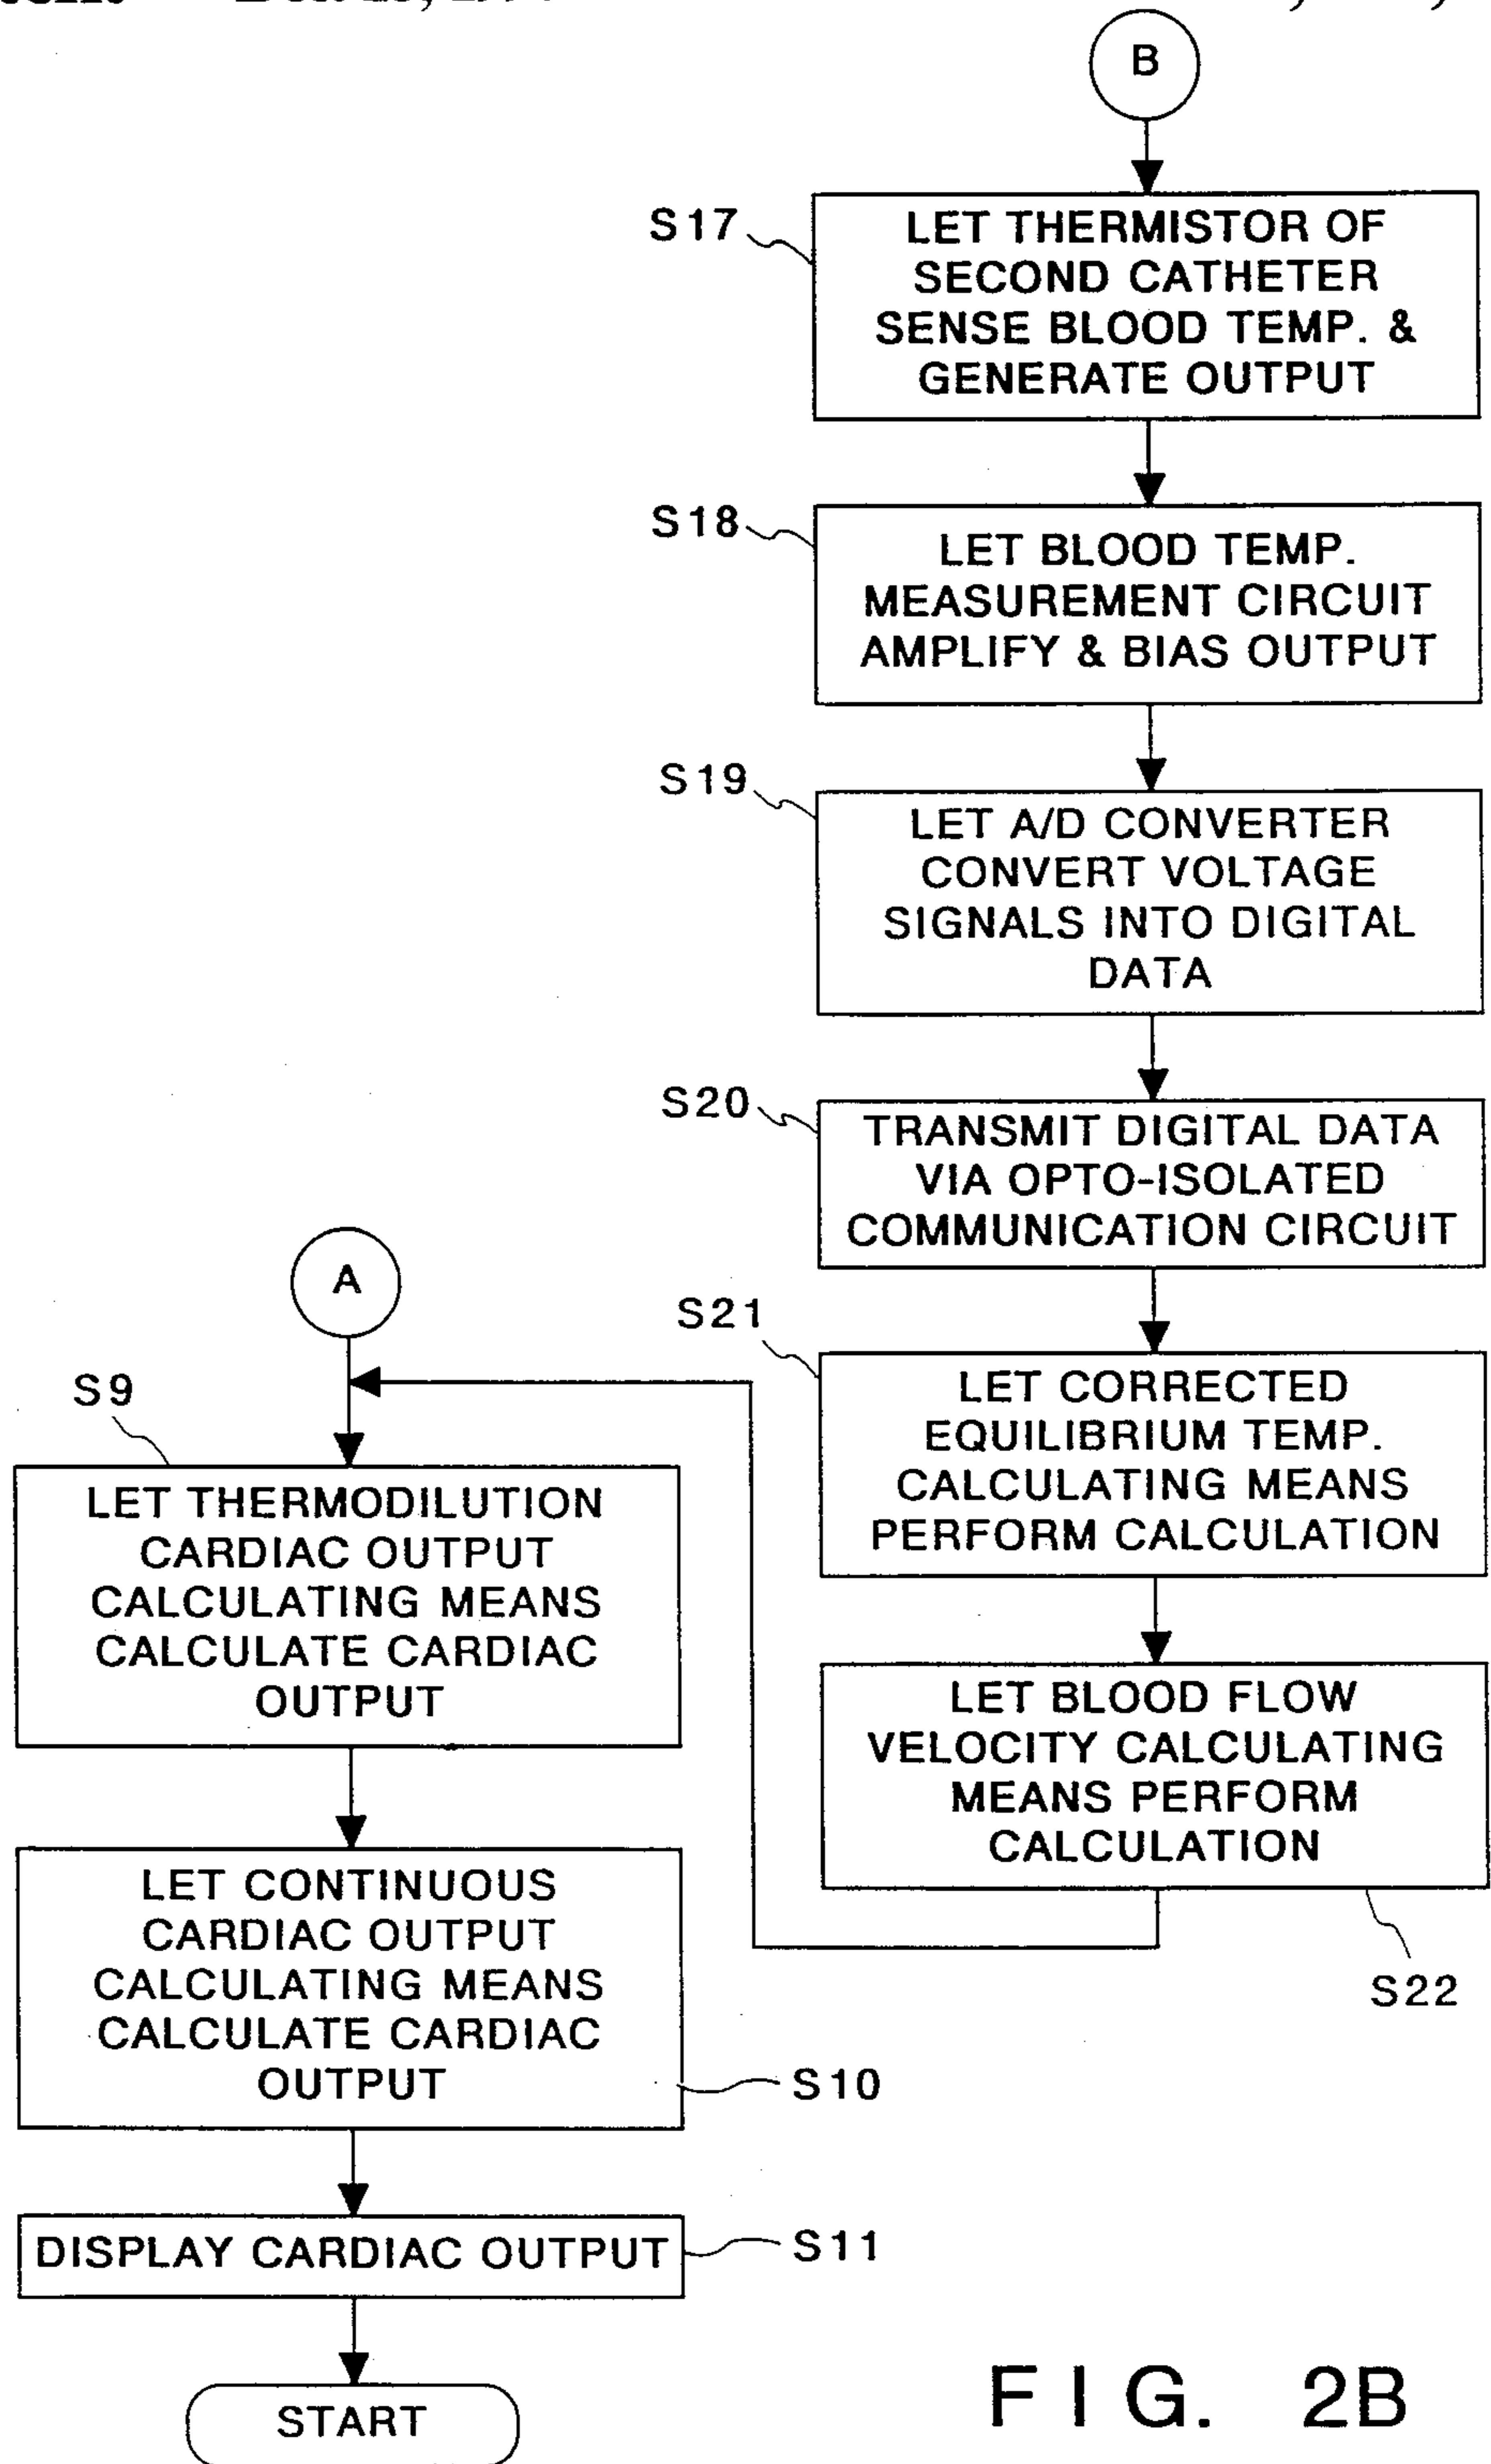 B
S17
LET THERMISTOR OF
SECOND CATHETER
SENSE BLOOD TEMP. &
GENERATE OUTPUT
S18
LET BLOOD TEMP.
MEASUREMENT CIRCUIT
AMPLIFY & BIAS OUTPUT
S19
LET A/D CONVERTER
CONVERT VOLTAGE
SIGNALS INTO DIGITAL
DATA
S20
TRANSMIT DIGITAL DATA
VIA OPTO-ISOLATED
COMMUNICATION CIRCUIT
S21
LET CORRECTED
EQUILIBRIUM TEMP.
CALCULATING MEANS
PERFORM CALCULATION
LET BLOOD FLOW
VELOCITY CALCULATING
MEANS PERFORM
CALCULATION
S22
A
S9
LET THERMODILUTION
CARDIAC OUTPUT
CALCULATING MEANS
CALCULATE CARDIAC
OUTPUT
LET CONTINUOUS
CARDIAC OUTPUT
CALCULATING MEANS
CALCULATE CARDIAC
OUTPUT
S10
DISPLAY CARDIAC OUTPUT
S11
START
FIG. 2B